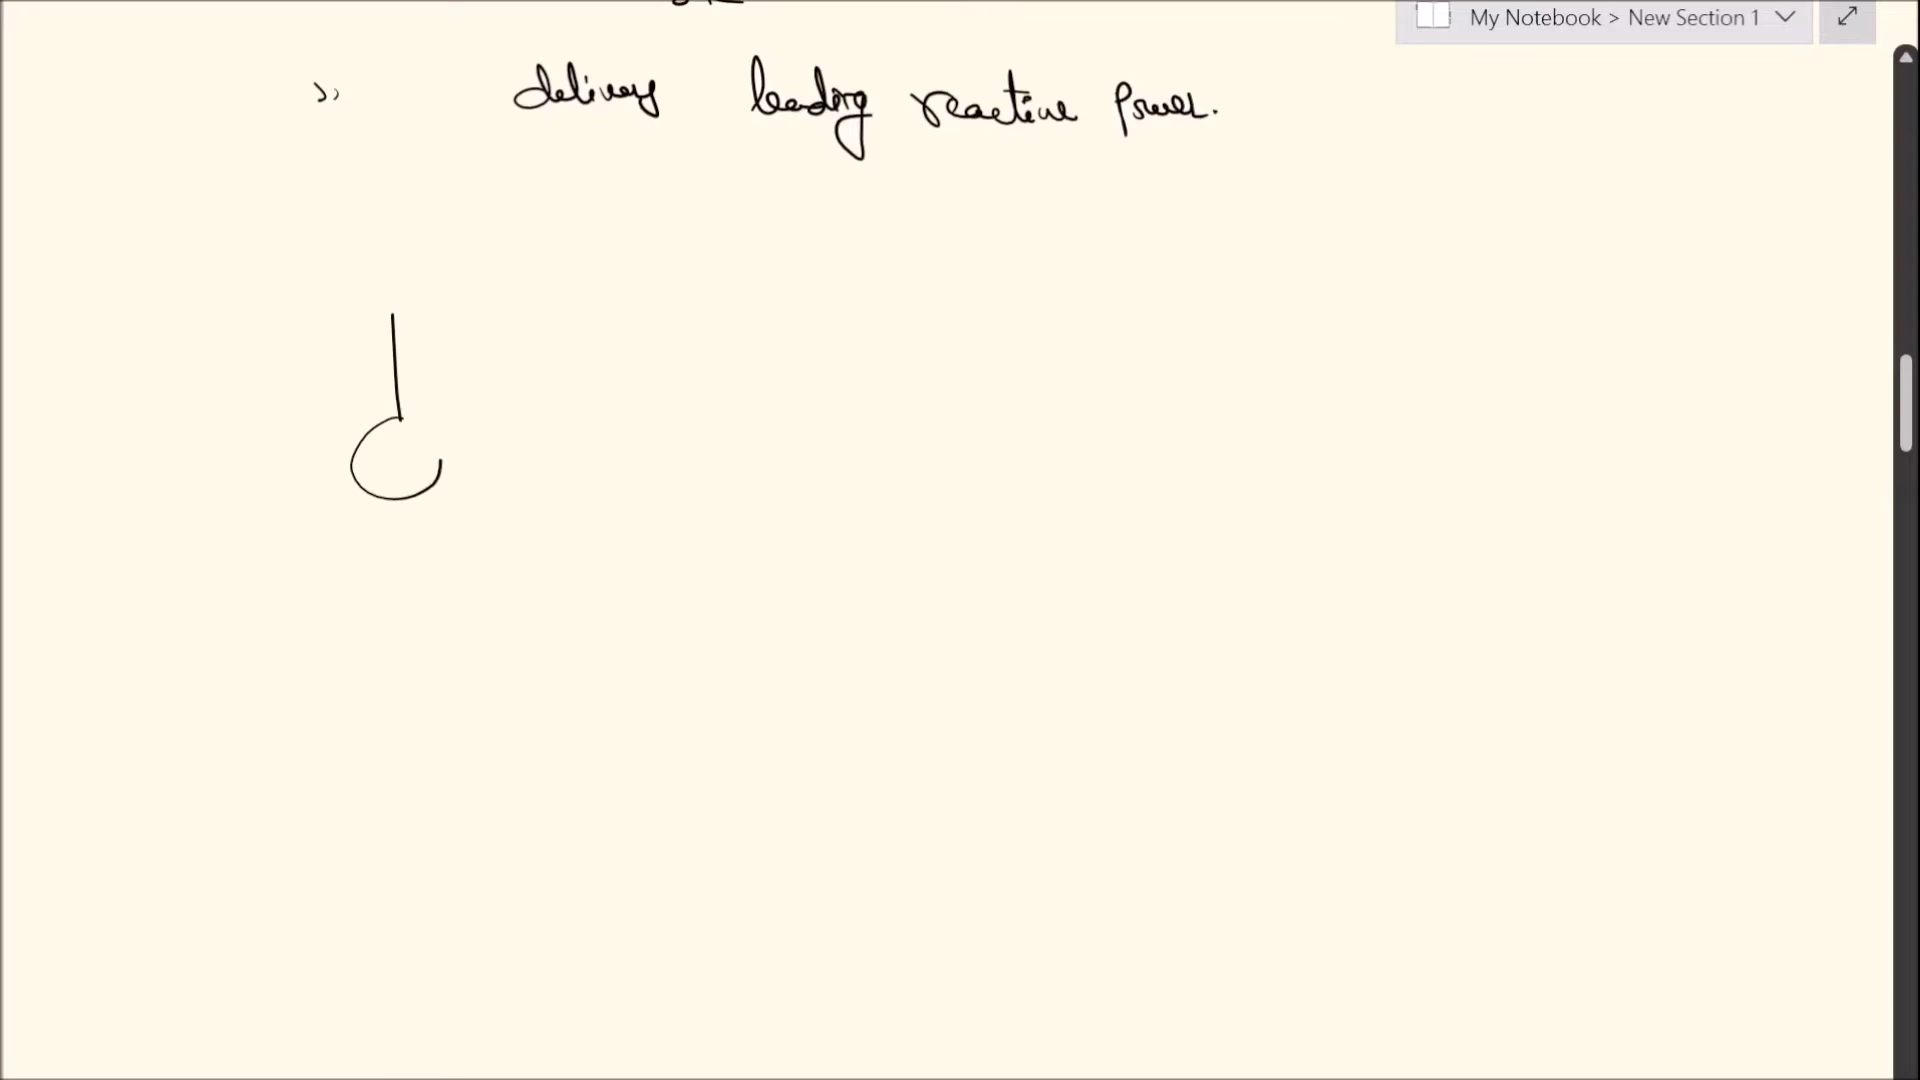 My Notebook > New Section 1
›› delivery leading reactive power.